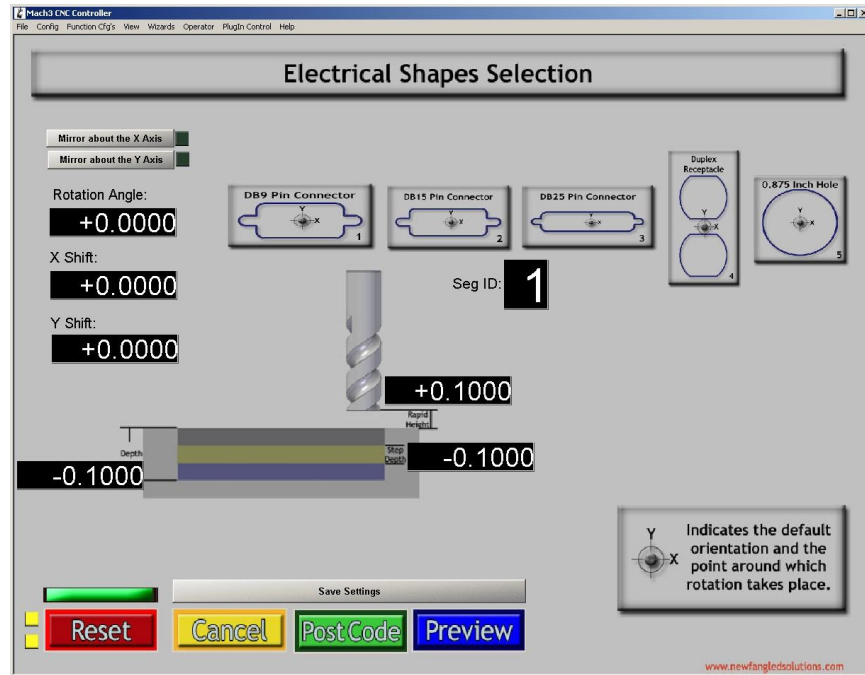 Mach3 CNC Controller
File Config Function Cfg's View Wizards Operator PlugIn Control Help
Electrical Shapes Selection
Mirror about the X Axis
Mirror about the Y Axis
Rotation Angle:
+0.0000
X Shift:
+0.0000
Y Shift:
+0.0000
DB9 Pin Connector
Y
X
1
DB15 Pin Connector
Y
X
2
DB25 Pin Connector
Y
X
3
Duplex
Receptacle
Y
X
4
0.875 Inch Hole
Y
X
5
Seg ID: 1
+0.1000
Rapid
Height
Depth
-0.1000
Step
Depth
-0.1000
Y
X
Indicates the default
orientation and the
point around which
rotation takes place.
Save Settings
Reset
Cancel
Post Code
Preview
www.newfangledsolutions.com